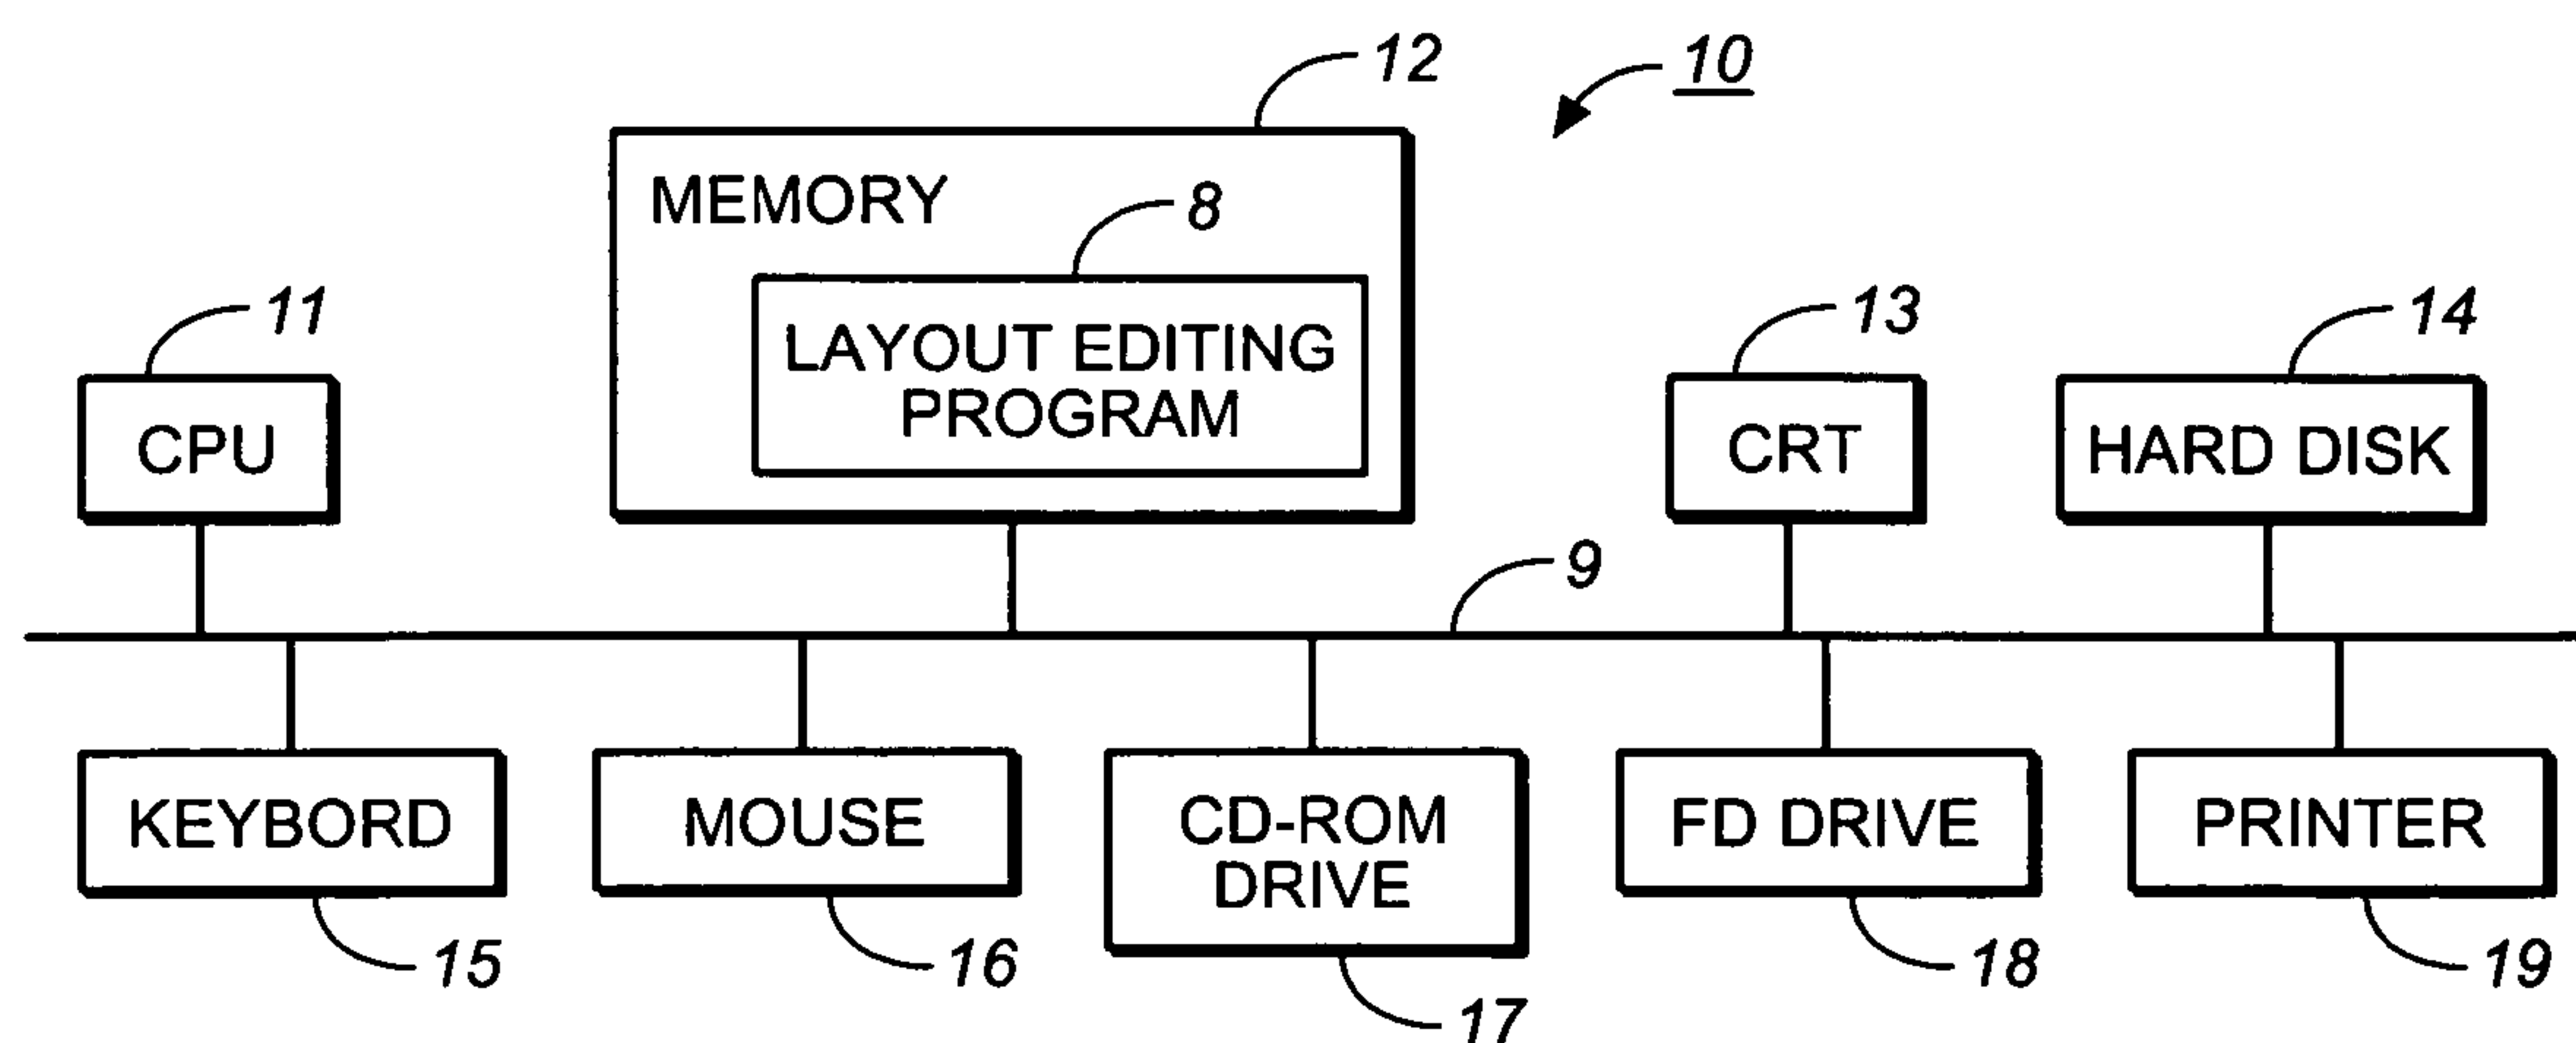 12
10
MEMORY
8
11
LAYOUT EDITING
PROGRAM
13
14
CPU
CRT
HARD DISK
9
KEYBORD
MOUSE
CD-ROM
DRIVE
FD DRIVE
PRINTER
15
16
17
18
19